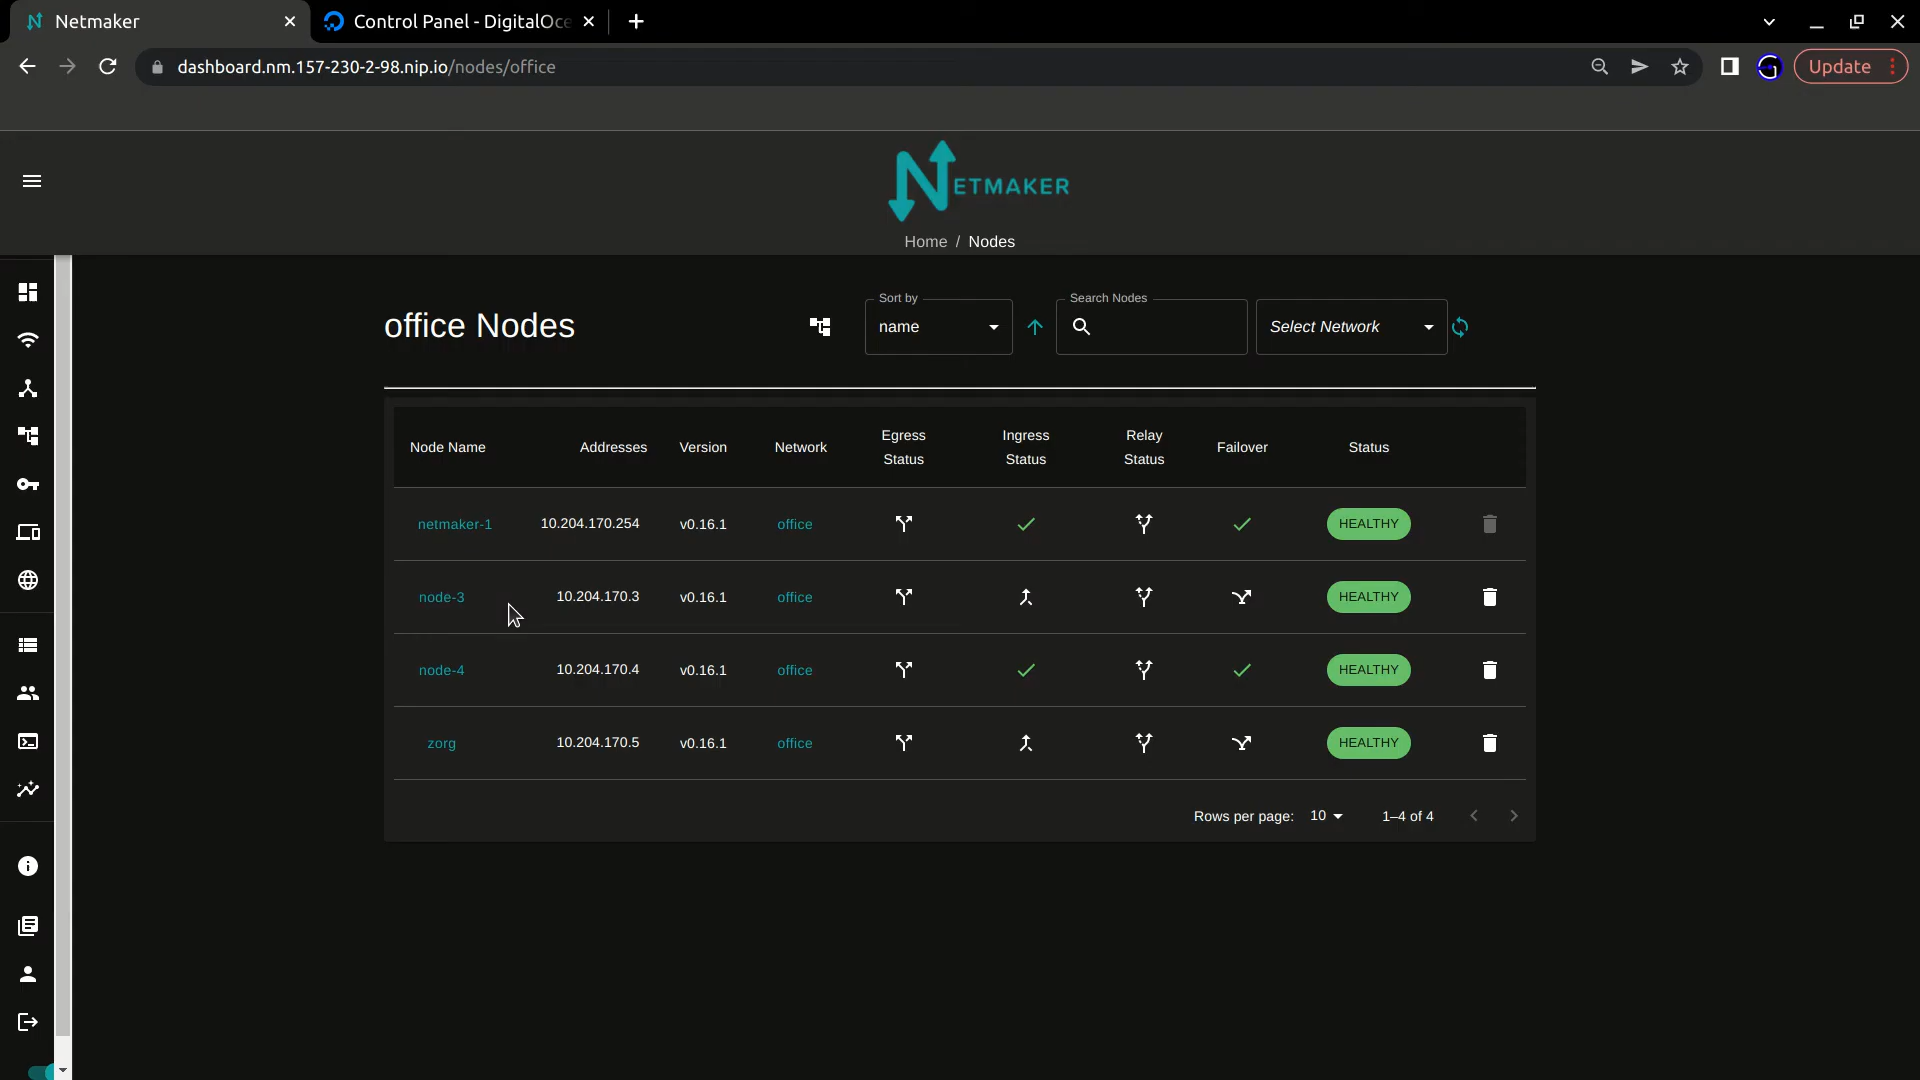 Netmaker
Control Panel - DigitalOce
dashboard.nm.157-230-2-98.nip.io/nodes/office
Update
NETMAKER
Home / Nodes
office Nodes
Sort by
name
Search Nodes
Select Network
Node Name Addresses Version Network Egress Status Ingress Status Relay Status Failover Status
netmaker-1 10.204.170.254 v0.16.1 office HEALTHY
node-3 10.204.170.3 v0.16.1 office HEALTHY
node-4 10.204.170.4 v0.16.1 office HEALTHY
zorg 10.204.170.5 v0.16.1 office HEALTHY
Rows per page: 10 1–4 of 4